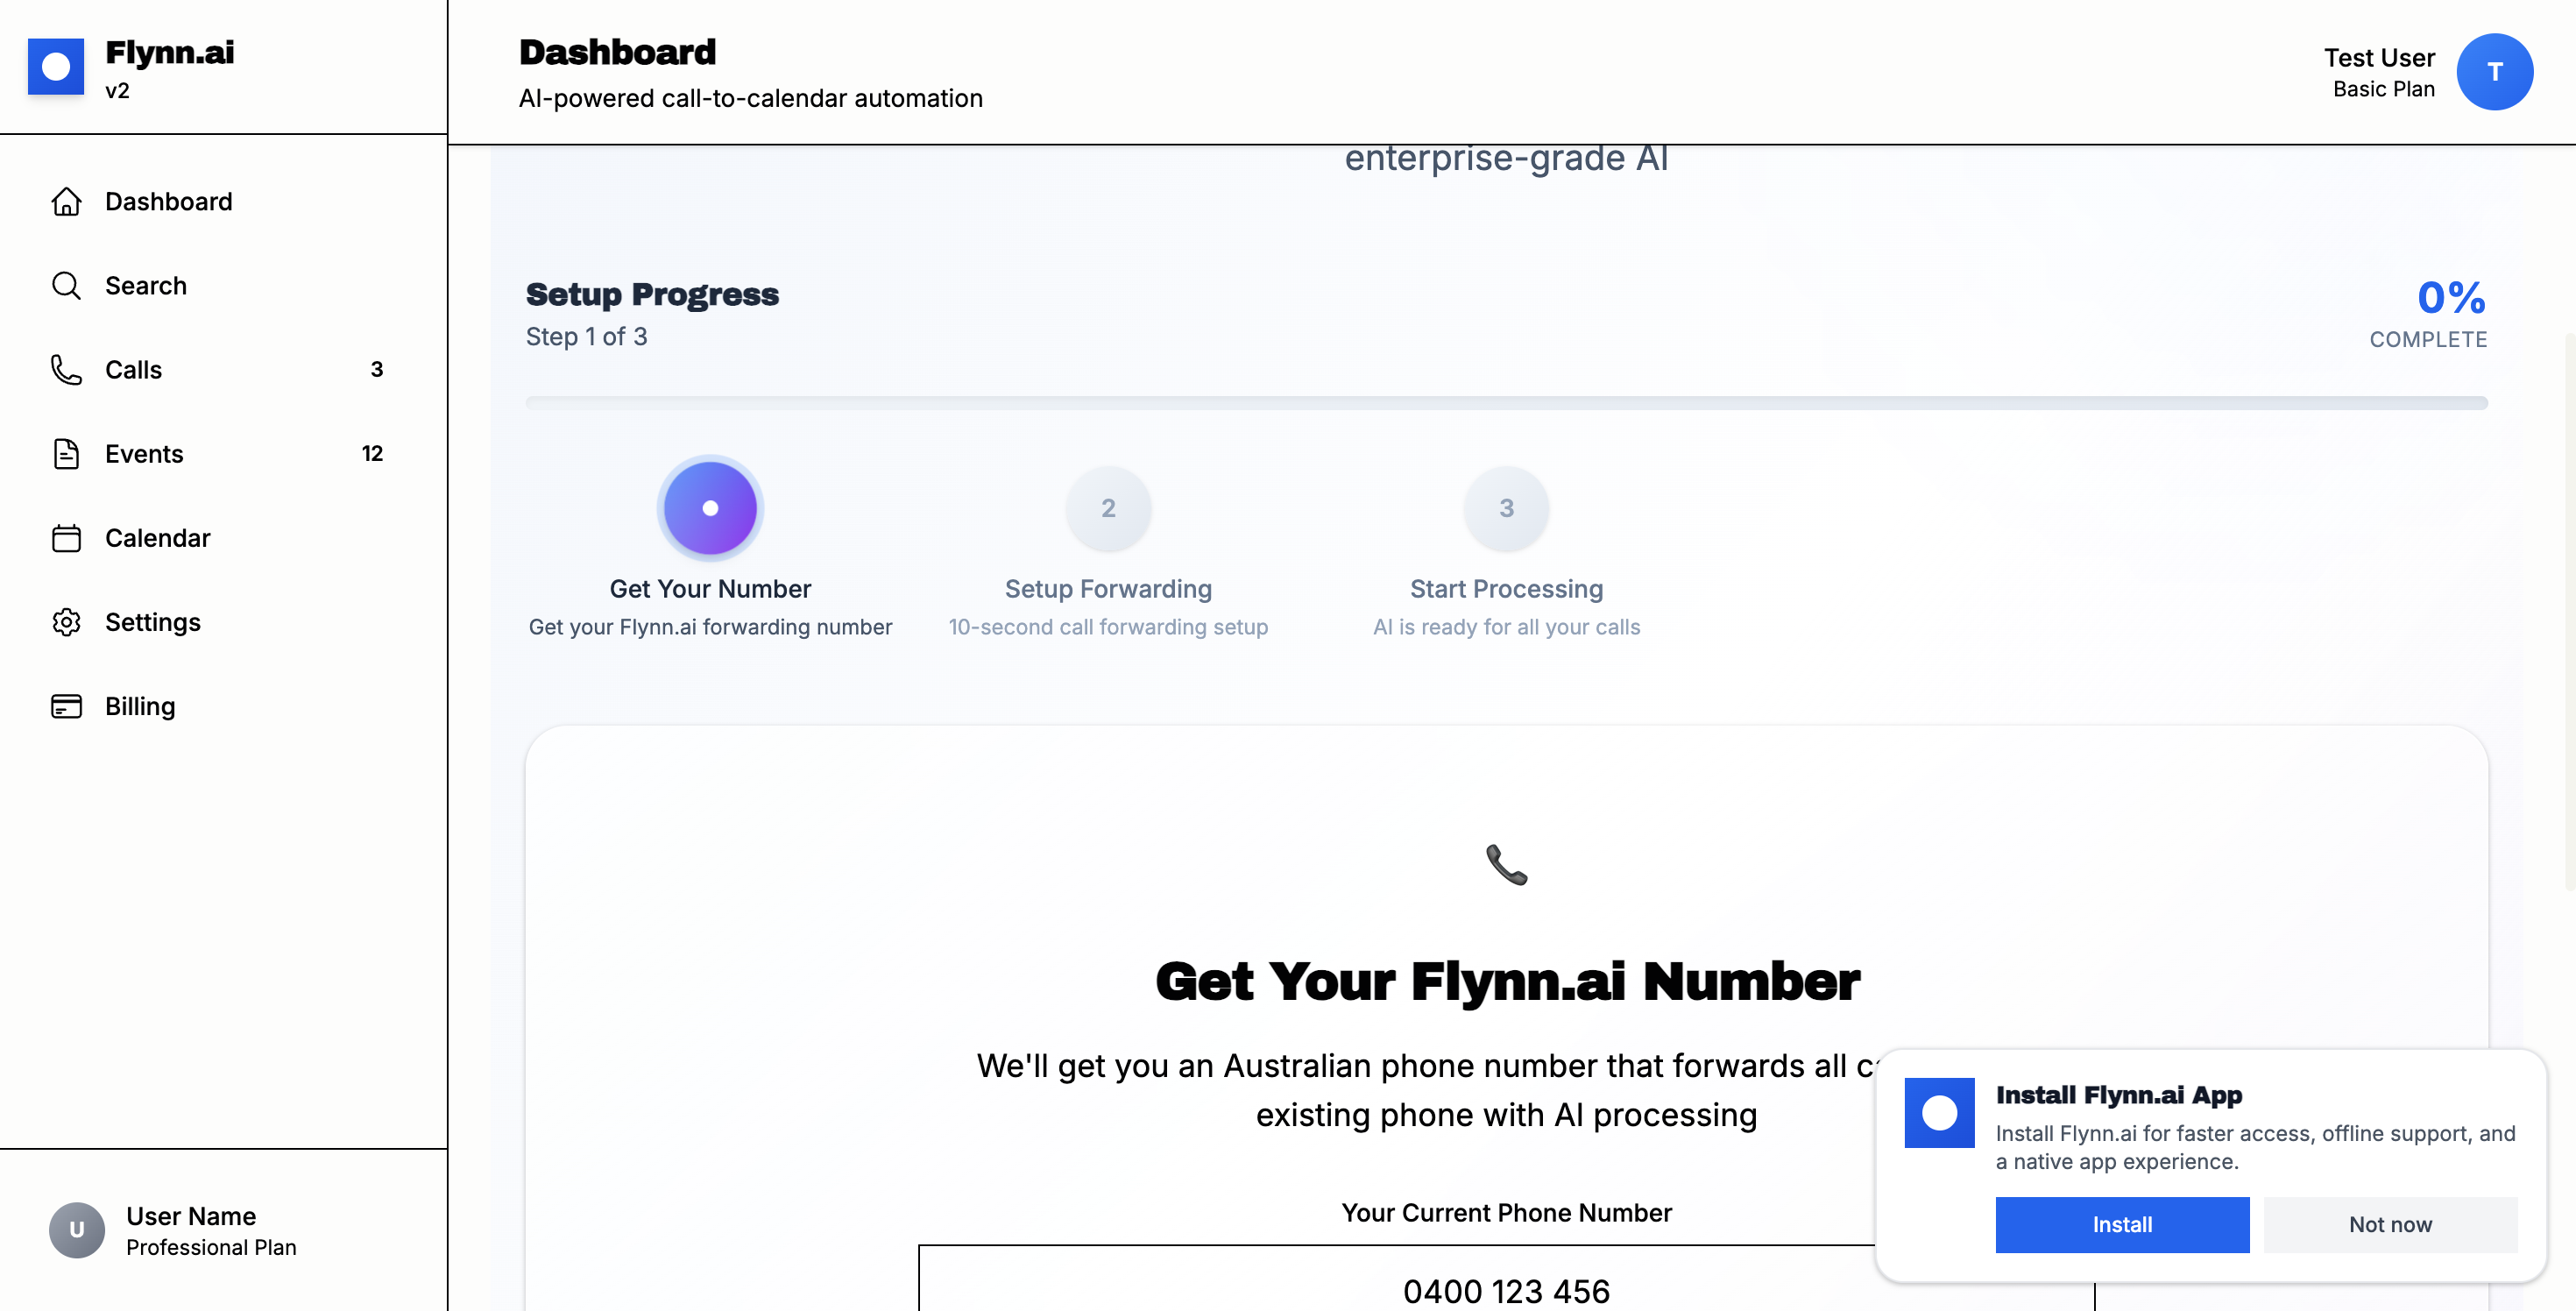 Flynn.ai
v2
Dashboard
Search
Calls 3
Events 12
Calendar
Settings
Billing
U
User Name
Professional Plan
Dashboard
AI-powered call-to-calendar automation
Test User
Basic Plan
T
enterprise-grade AI
Setup Progress
Step 1 of 3
0%
COMPLETE
2
3
Get Your Number
Get your Flynn.ai forwarding number
Setup Forwarding
10-second call forwarding setup
Start Processing
AI is ready for all your calls
Get Your Flynn.ai Number
We'll get you an Australian phone number that forwards all
existing phone with AI processing
Your Current Phone Number
0400 123 456
Install Flynn.ai App
Install Flynn.ai for faster access, offline support, and
a native app experience.
Install
Not now